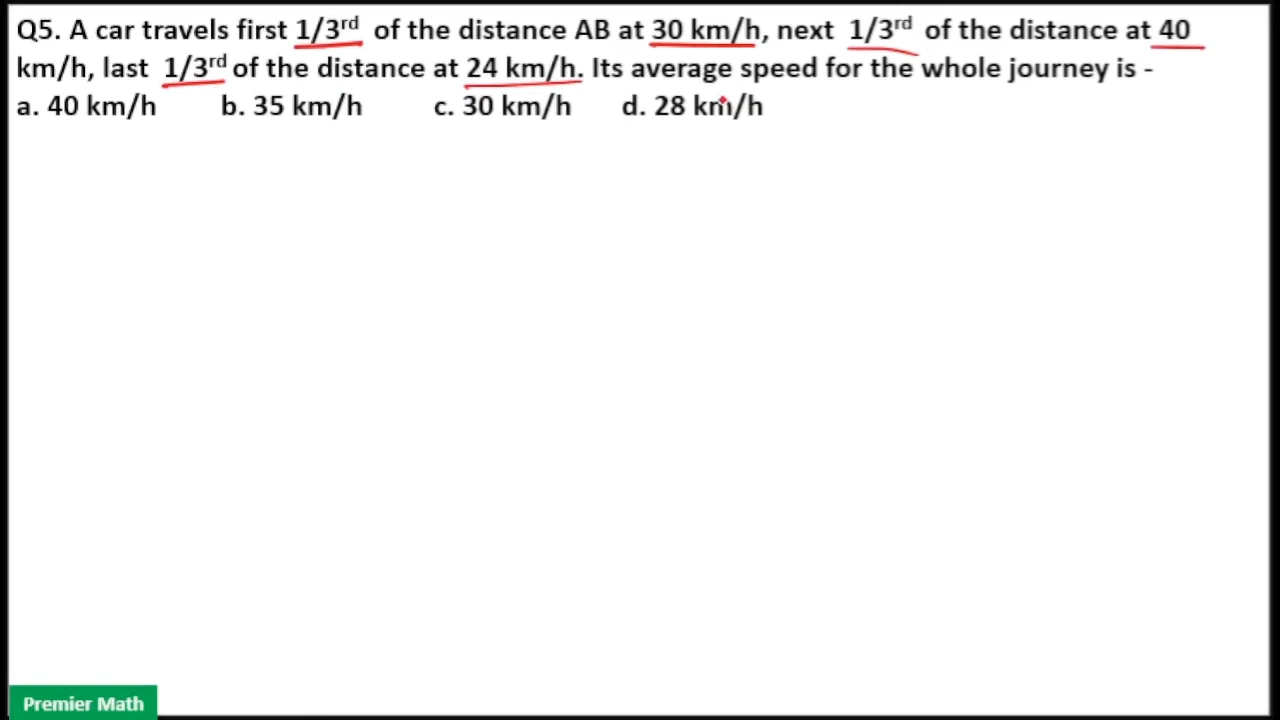 Q5. A car travels first 1/3rd of the distance AB at 30 km/h, next 1/3rd of the distance at 40
km/h, last 1/3rd of the distance at 24 km/h. Its average speed for the whole journey is -
a. 40 km/h b. 35 km/h c. 30 km/h d. 28 km/h
Premier Math